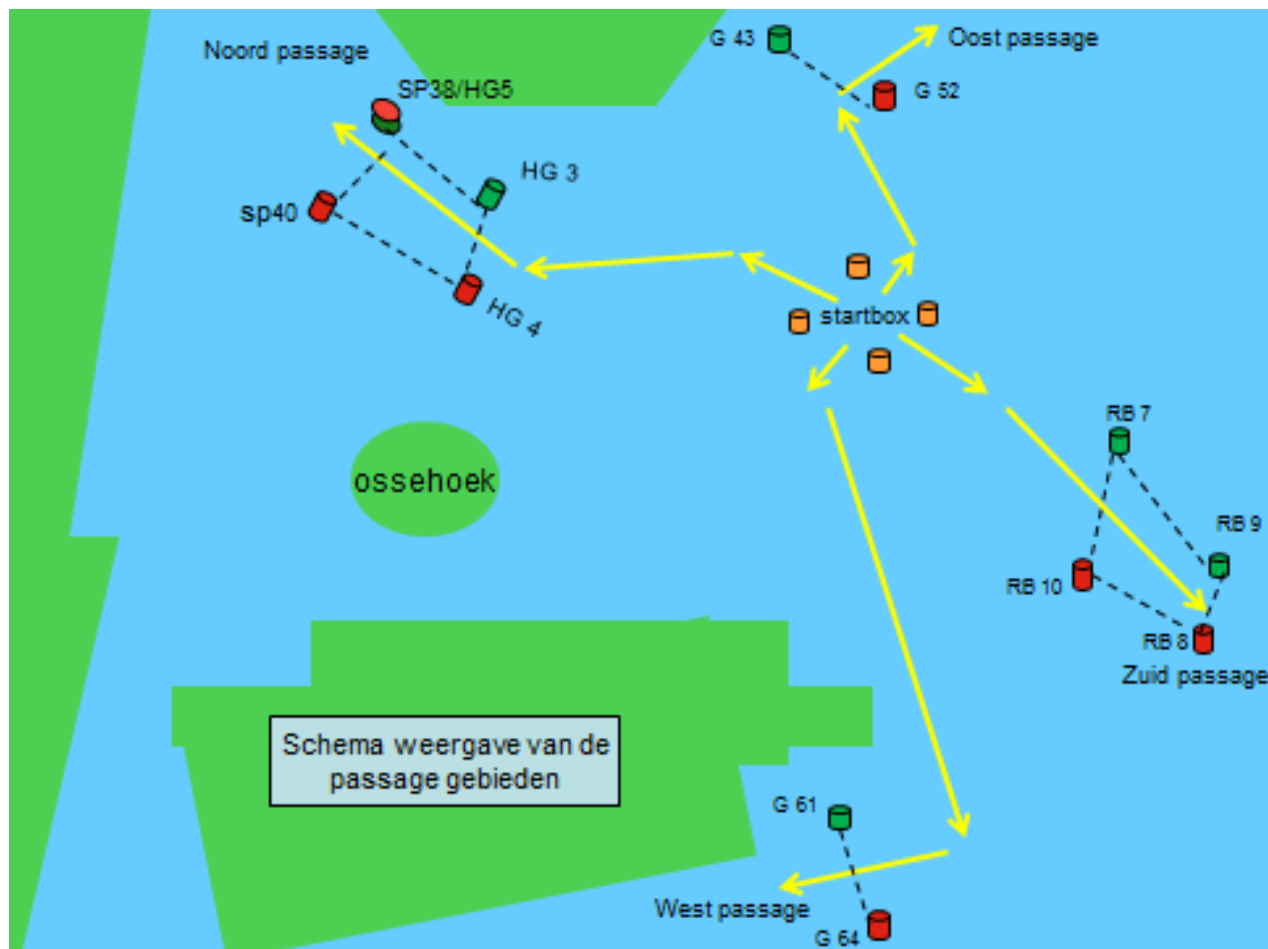 Noord passage
G 43
Oost passage
SP38/HG5
G 52
HG 3
sp40
HG 4
startbox
RB 7
ossehoek
RB 9
RB 10
RB 8
Zuid passage
Schema weergave van de
passage gebieden
G 61
West passage
G 64